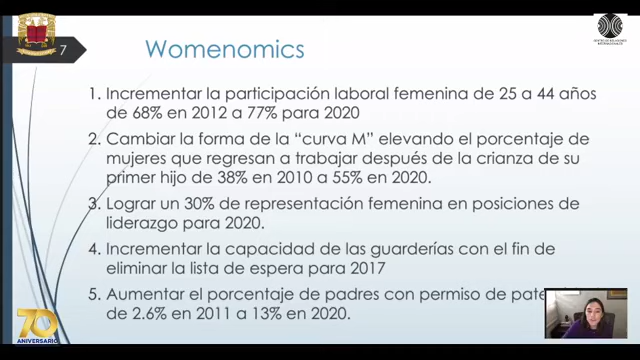 7
Womenomics
1. Incrementar la participación laboral femenina de 25 a 44 años
de 68% en 2012 a 77% para 2020
2. Cambiar la forma de la “curva M” elevando el porcentaje de
mujeres que regresan a trabajar después de la crianza de su
primer hijo de 38% en 2010 a 55% en 2020.
3. Lograr un 30% de representación femenina en posiciones de
liderazgo para 2020.
4. Incrementar la capacidad de las guarderías con el fin de
eliminar la lista de espera para 2017
5. Aumentar el porcentaje de padres con permiso de
de 2.6% en 2011 a 13% en 2020.
70
ANIVERSARIO
CENTRO DE RELACIONES
INTERNACIONALES